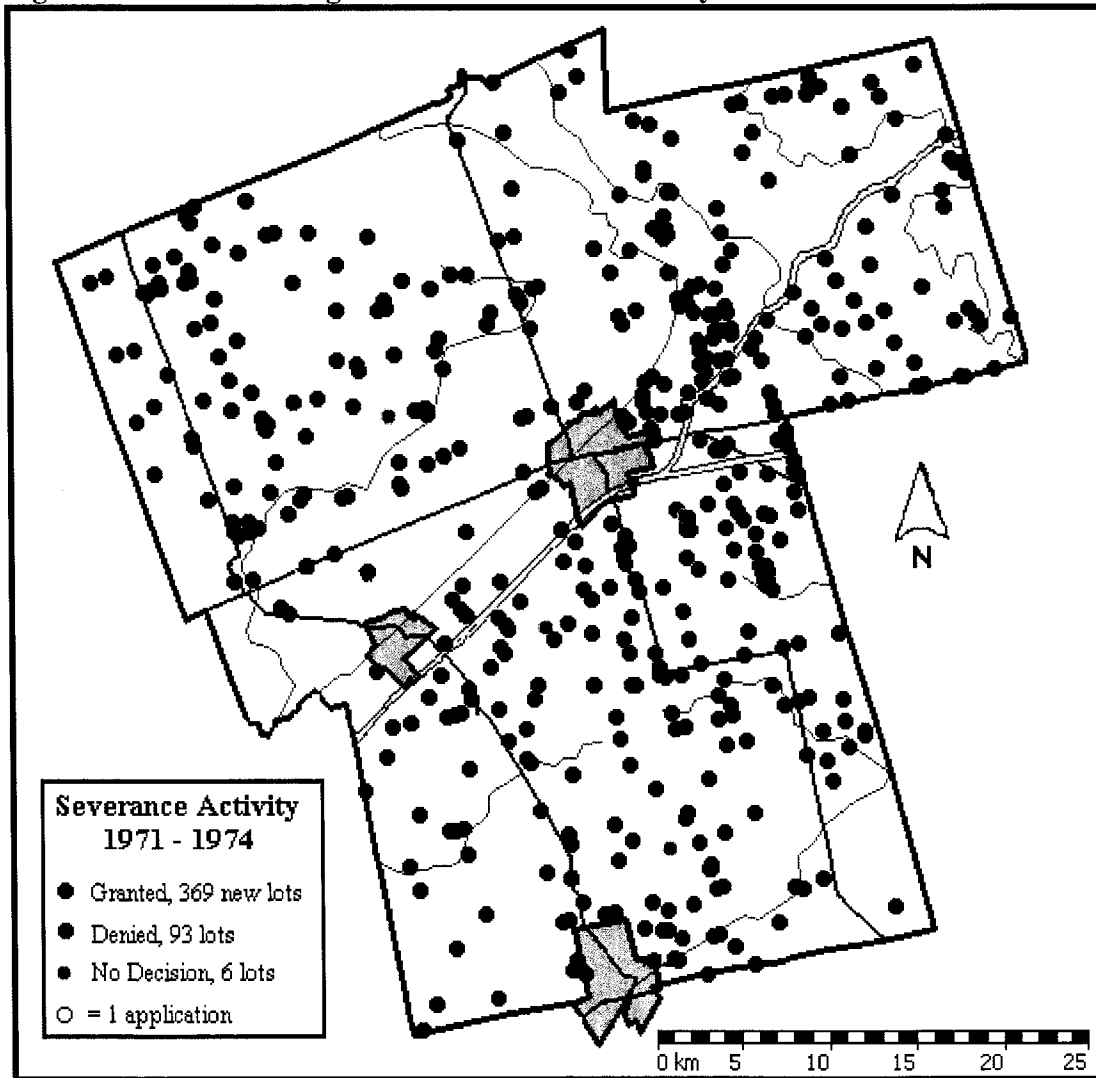 Severance Activity
1971 - 1974
Granted, 369 new lots
Denied, 93 lots
No Decision, 6 lots
= 1 application
N
0 km 5 10 15 20 25